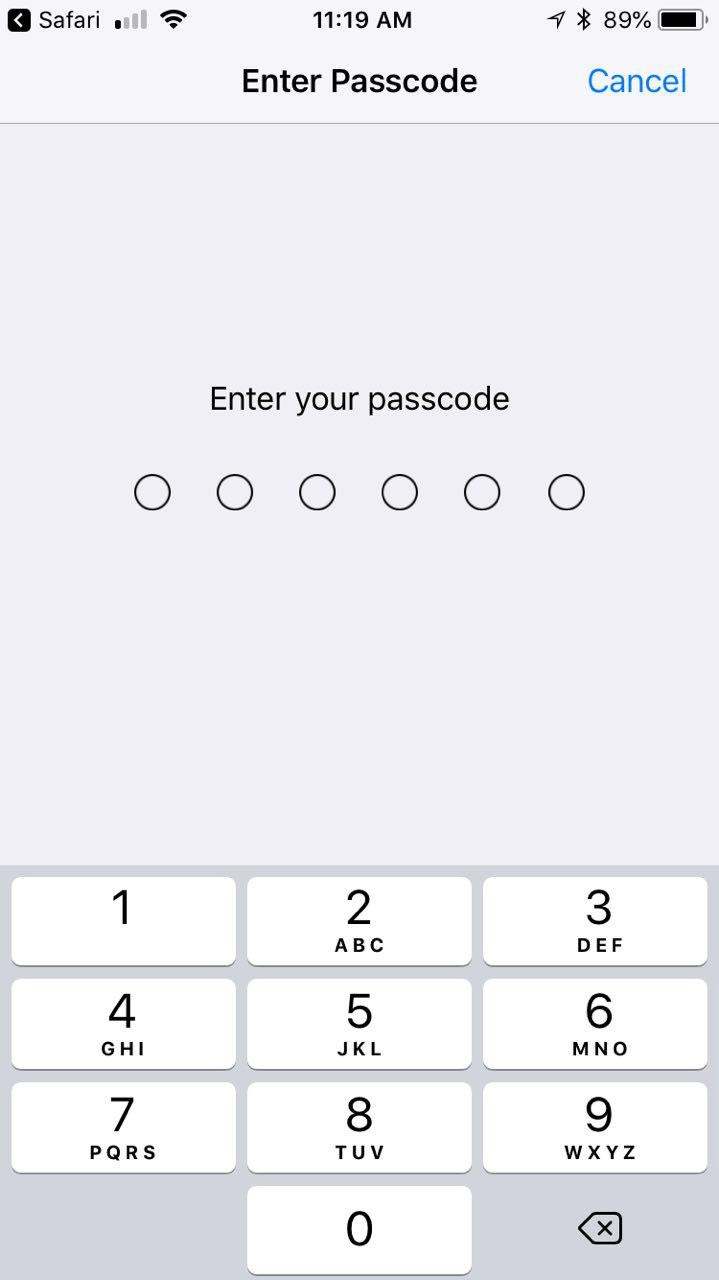 Safari 11:19 AM 89%
Enter Passcode Cancel
Enter your passcode
1 2 3
ABC DEF
4 5 6
GHI JKL MNO
7 8 9
PQRS TUV WXYZ
0